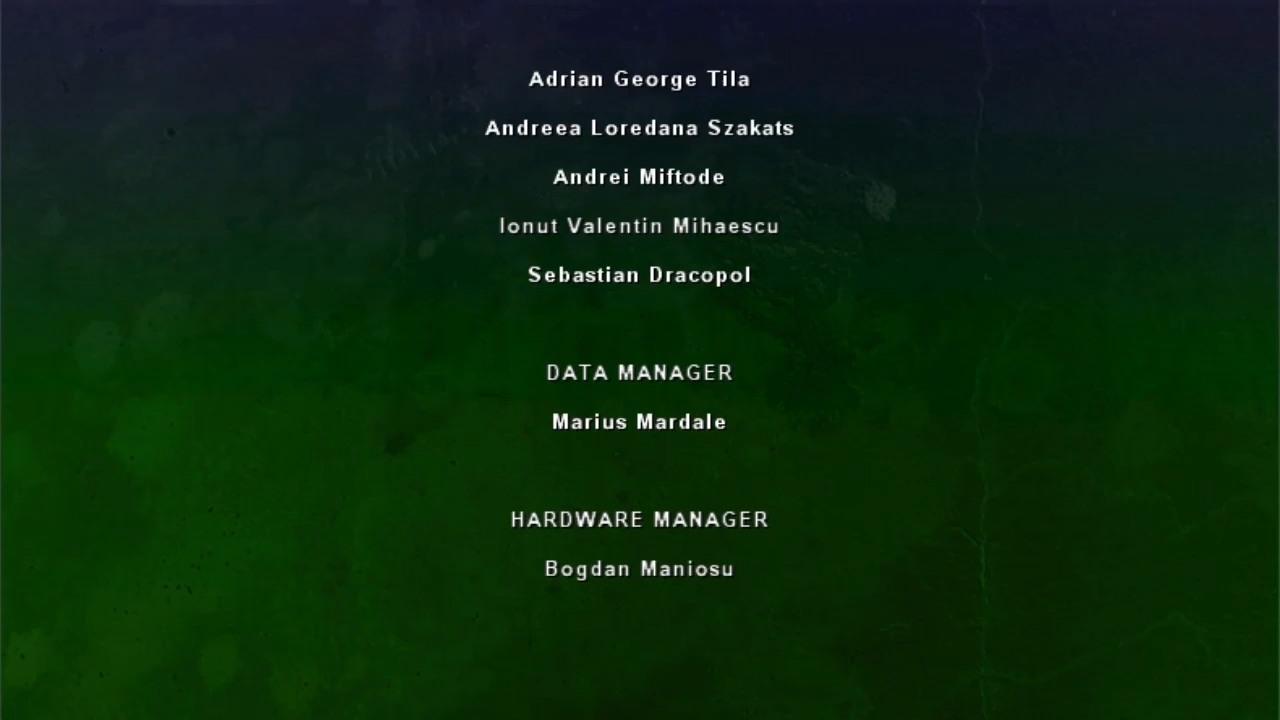 Adrian George Tila
Andreea Loredana Szakats
Andrei Miftode
Ionut Valentin Mihaescu
Sebastian Dracopol
DATA MANAGER
Marius Mardale
HARDWARE MANAGER
Bogdan Maniosu